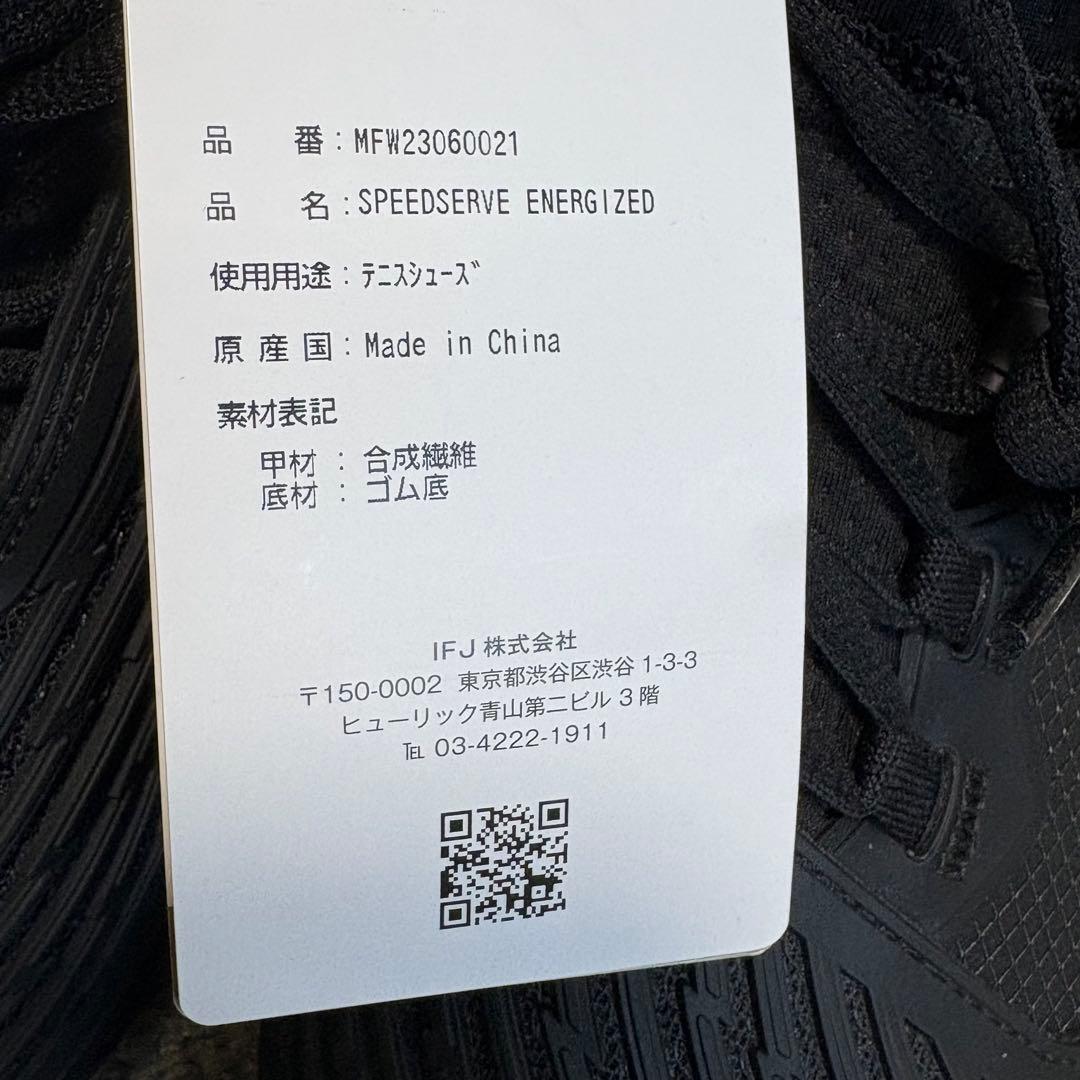 品 番:MFW23060021
品 名:SPEEDSERVE ENERGIZED
使用用途:ﾃﾆｽｼｭｰｽﾞ
原産国:Made in China
素材表記
甲材 : 合成繊維
底材 : ゴム底
IFJ 株式会社
〒150-0002 東京都渋谷区渋谷 1-3-3
ヒューリック青山第二ビル 3 階
℡ 03-4222-1911